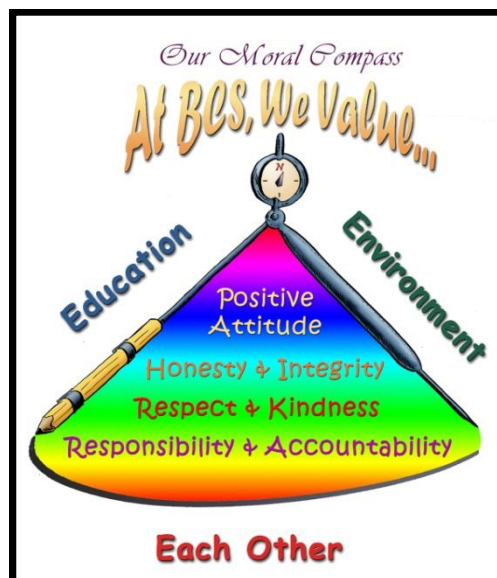 Our Moral Compass
At BCS, We Value...
N
Education
Environment
Positive
Attitude
Honesty & Integrity
Respect & Kindness
Responsibility & Accountability
Each Other